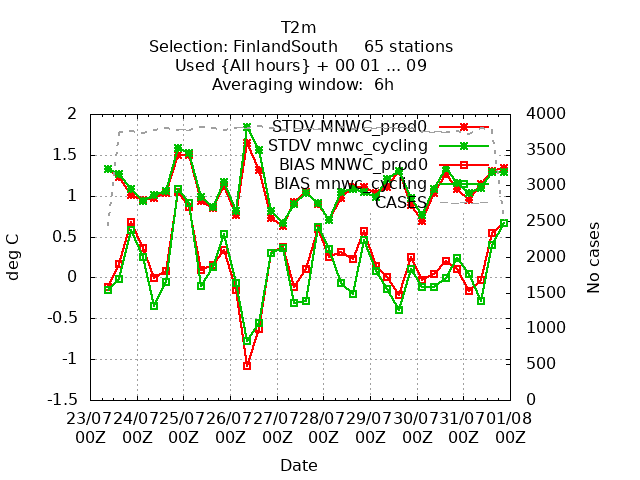 T2m
Selection: FinlandSouth 65 stations
Used {All hours} + 00 01 ... 09
Averaging window: 6h
2
1.5
1
0.5
0
-0.5
-1
-1.5
deg C
4000
3500
3000
2500
2000
1500
1000
500
0
No cases
STDV MNWC_prod0
STDV mnwc_cycling
BIAS MNWC_prod0
BIAS mnwc_cycling
CASES
23/07 24/07 25/07 26/07 27/07 28/07 29/07 30/07 31/07 01/08
00Z 00Z 00Z 00Z 00Z 00Z 00Z 00Z 00Z 00Z
Date